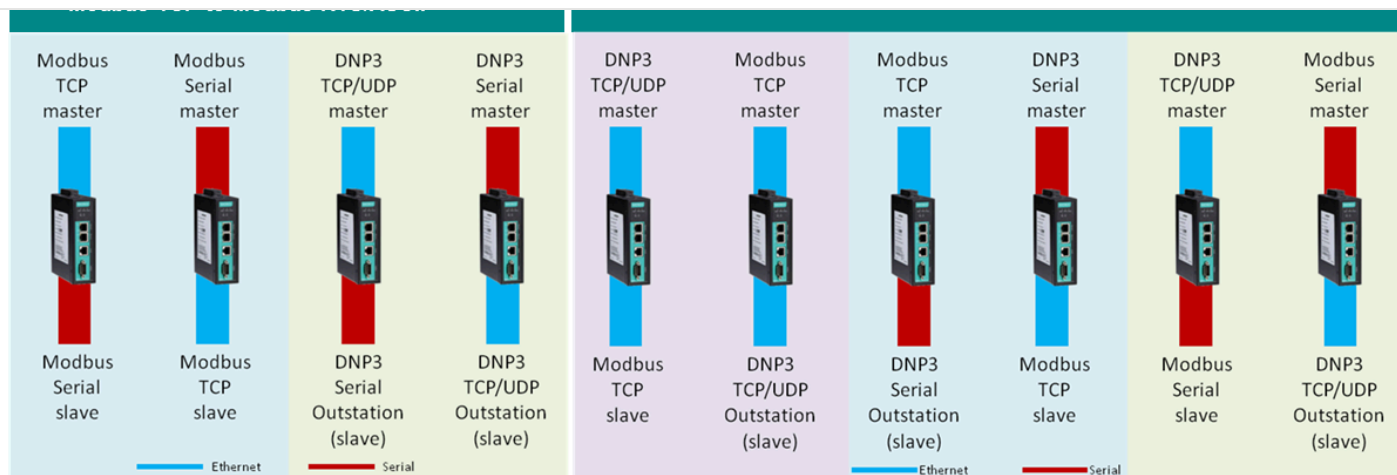 Modbus
TCP
master
Modbus
Serial
master
DNP3
TCP/UDP
master
DNP3
Serial
master
Modbus
Serial
slave
Modbus
TCP
slave
DNP3
Serial
Outstation
(slave)
DNP3
TCP/UDP
Outstation
(slave)
Ethernet
Serial
DNP3
TCP/UDP
master
Modbus
TCP
master
Modbus
TCP
master
DNP3
Serial
master
DNP3
TCP/UDP
master
Modbus
Serial
master
Modbus
TCP
slave
DNP3
TCP/UDP
Outstation
(slave)
DNP3
Serial
Outstation
(slave)
Modbus
TCP
slave
Modbus
Serial
slave
DNP3
TCP/UDP
Outstation
(slave)
Ethernet
Serial